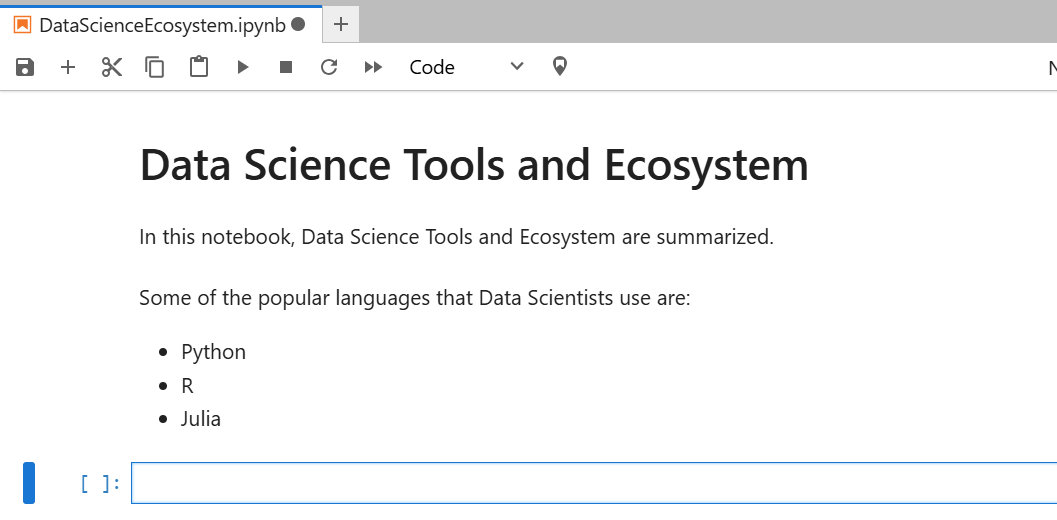 DataScienceEcosystem.ipynb
Code
N
Data Science Tools and Ecosystem
In this notebook, Data Science Tools and Ecosystem are summarized.
Some of the popular languages that Data Scientists use are:
Python
R
Julia
[ ]: